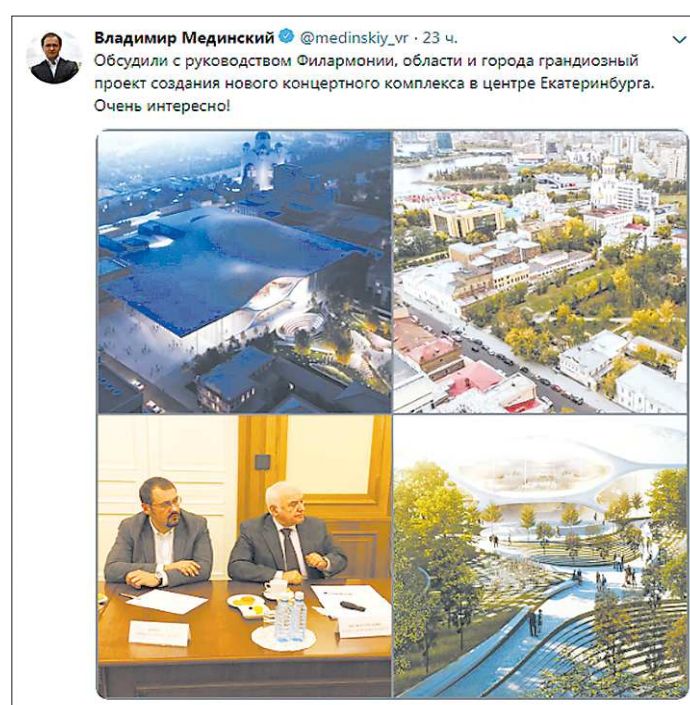 Владимир Мединский @medinskiy_vr · 23 ч.
Обсудили с руководством Филармонии, области и города грандиозный
проект создания нового концертного комплекса в центре Екатеринбурга.
Очень интересно!